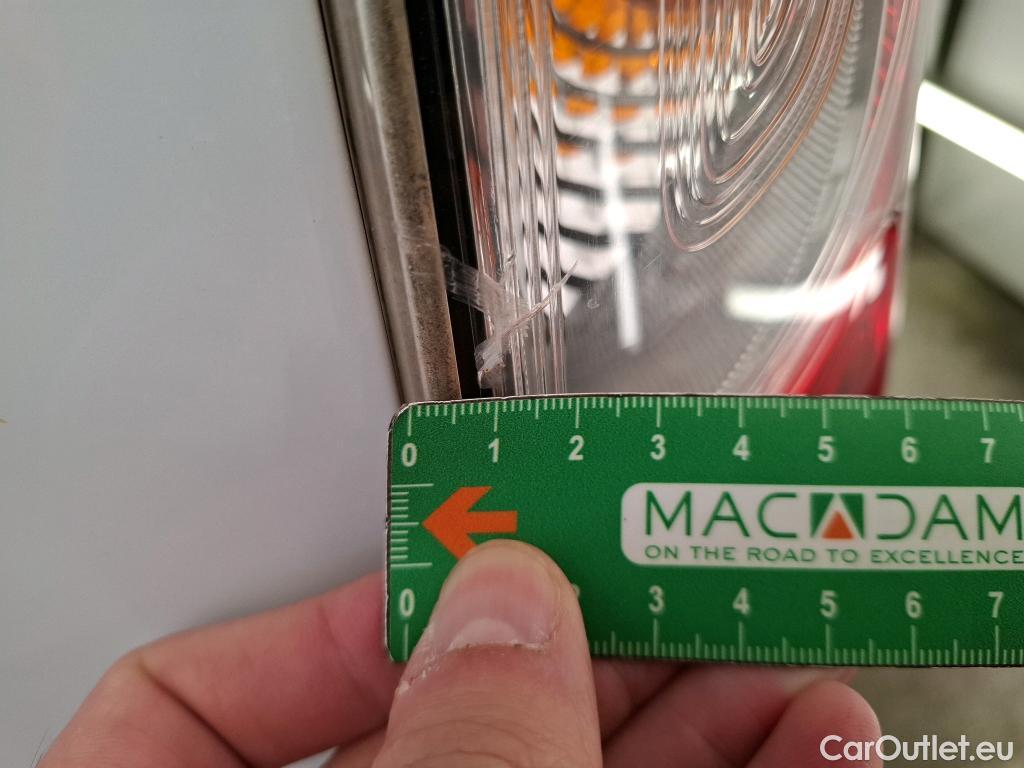 0 1 2 3 4 5 6 7
MACADAM
ON THE ROAD TO EXCELLENCE
0 3 4 5 6 7
CarOutlet.eu